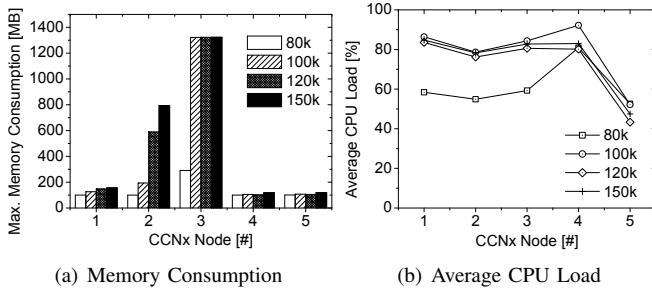 Max. Memory Consumption [MB]
1400
1200
1000
800
600
400
200
0
1 2 3 4 5
CCNx Node [#]
80k
100k
120k
150k
(a) Memory Consumption
Average CPU Load [%]
100
80
60
40
20
0
1 2 3 4 5
CCNx Node [#]
80k
100k
120k
150k
(b) Average CPU Load